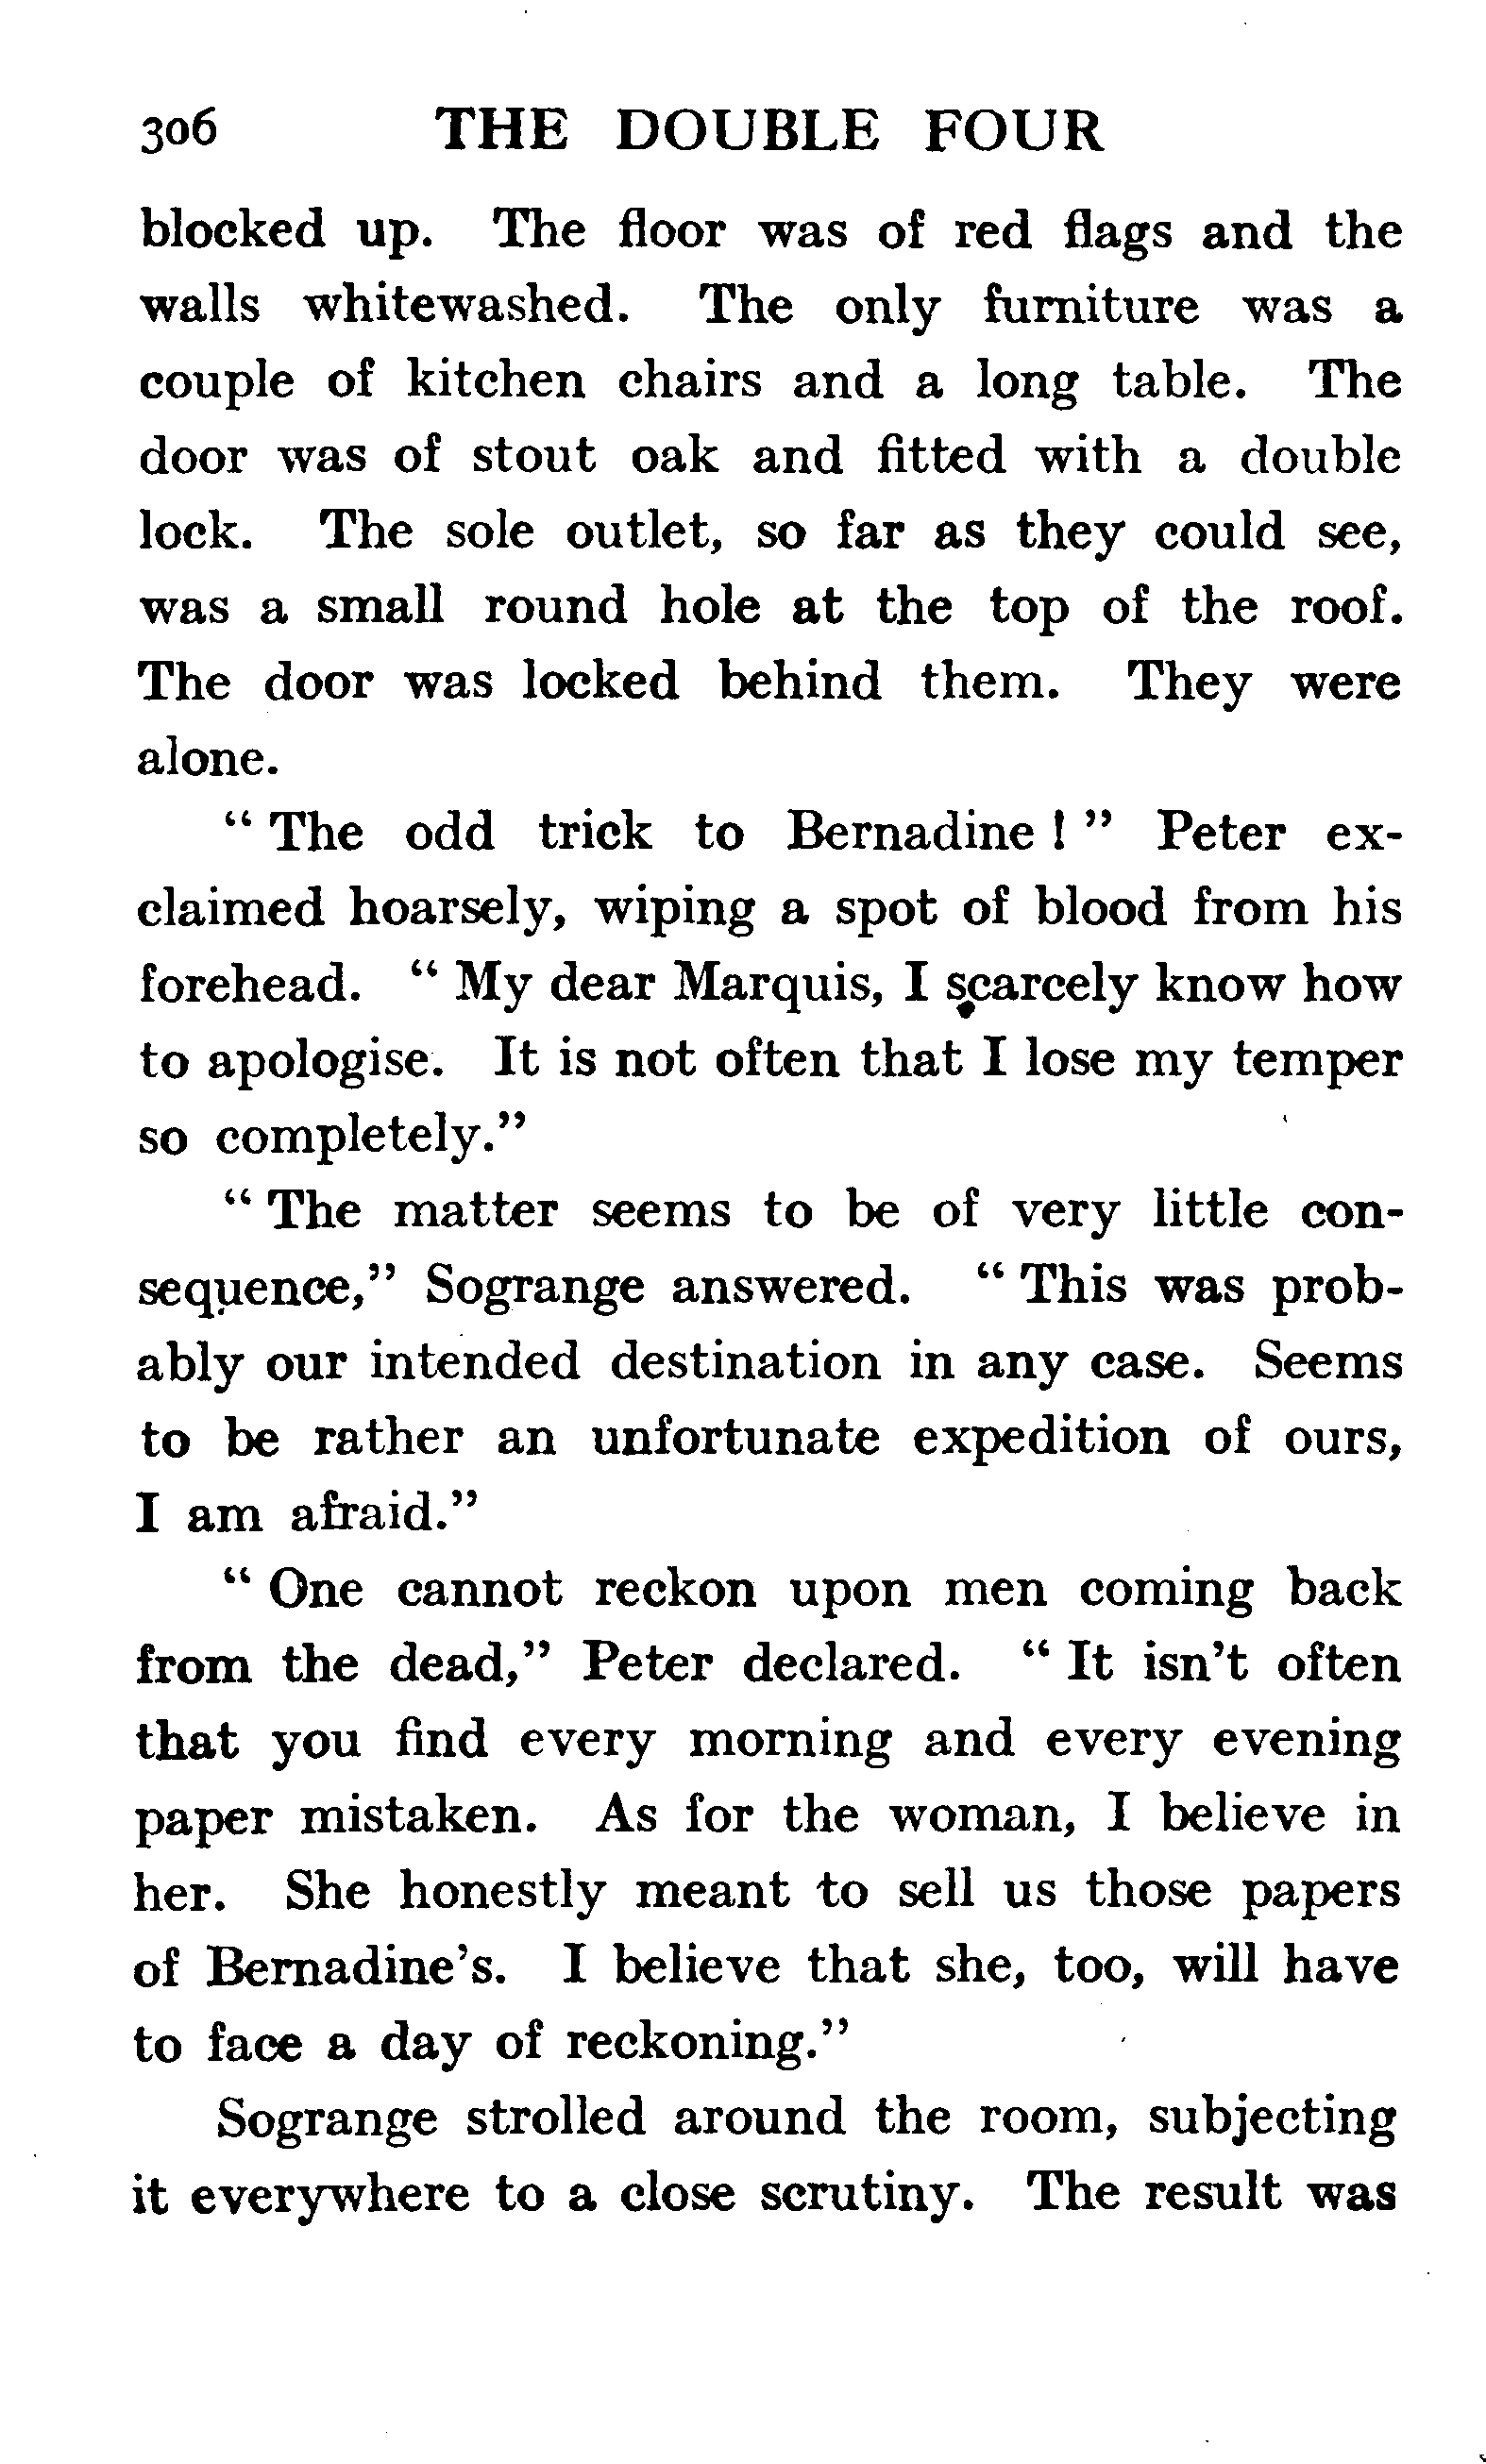 306 THE DOUBLE FOUR
blocked up. The floor was of red flags and the
walls whitewashed. The only furniture was a
couple of kitchen chairs and a long table. The
door was of stout oak and fitted with a double
lock. The sole outlet, so far as they could see,
was a small round hole at the top of the roof.
The door was locked behind them. They were
alone.
“ The odd trick to Bernadine ! ” Peter ex-
claimed hoarsely, wiping a spot of blood from his
forehead. “ My dear Marquis, I scarcely know how
to apologise. It is not often that I lose my temper
so completely.”
“ The matter seems to be of very little con-
sequence,” Sogrange answered. “ This was prob-
ably our intended destination in any case. Seems
to be rather an unfortunate expedition of ours,
I am afraid.”
“ One cannot reckon upon men coming back
from the dead,” Peter declared. “ It isn’t often
that you find every morning and every evening
paper mistaken. As for the woman, I believe in
her. She honestly meant to sell us those papers
of Bernadine’s. I believe that she, too, will have
to face a day of reckoning.”
Sogrange strolled around the room, subjecting
it everywhere to a close scrutiny. The result was